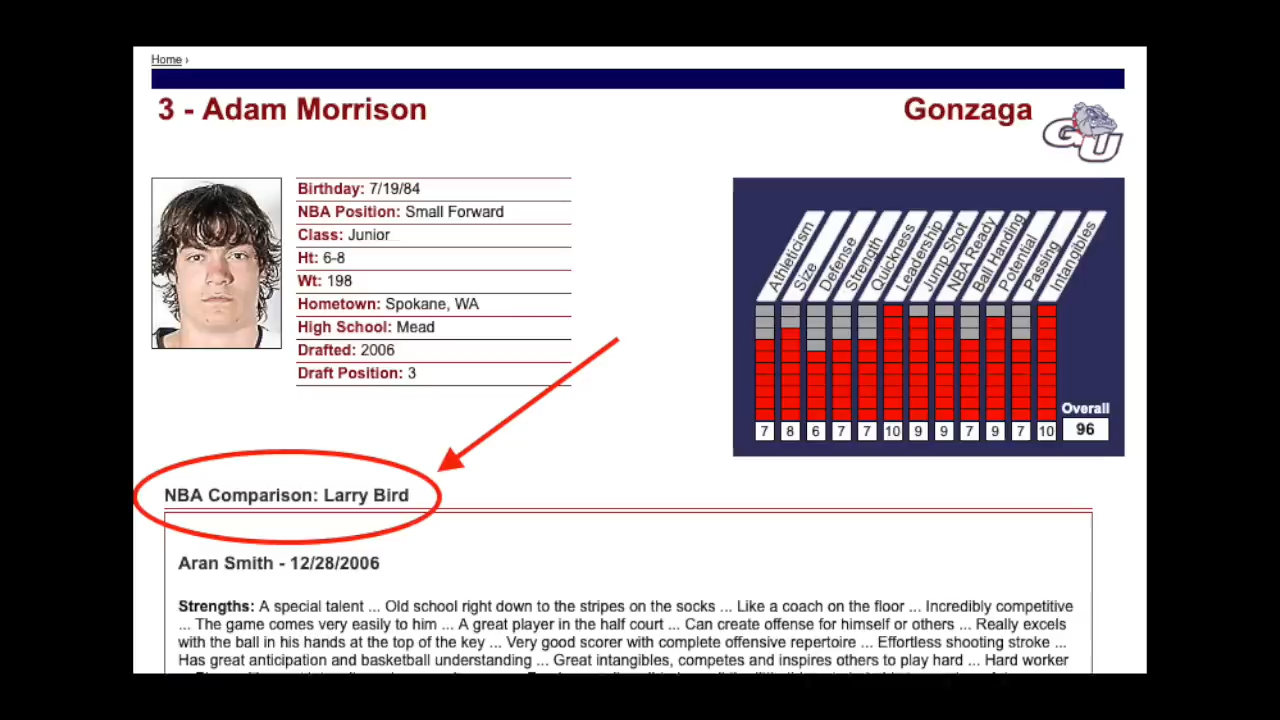 Home ›
3 - Adam Morrison
Gonzaga
GU
Birthday: 7/19/84
NBA Position: Small Forward
Class: Junior
Ht: 6-8
Wt: 198
Hometown: Spokane, WA
High School: Mead
Drafted: 2006
Draft Position: 3
Athleticism
Size
Defense
Strength
Quickness
Leadership
Jump Shot
NBA Ready
Ball Handing
Potential
Passing
Intangibles
7 8 6 7 7 10 9 9 7 9 7 10
Overall
96
NBA Comparison: Larry Bird
Aran Smith - 12/28/2006
Strengths: A special talent ... Old school right down to the stripes on the socks ... Like a coach on the floor ... Incredibly competitive
... The game comes very easily to him ... A great player in the half court ... Can create offense for himself or others ... Really excels
with the ball in his hands at the top of the key ... Very good scorer with complete offensive repertoire ... Effortless shooting stroke ...
Has great anticipation and basketball understanding ... Great intangibles, competes and inspires others to play hard ... Hard worker